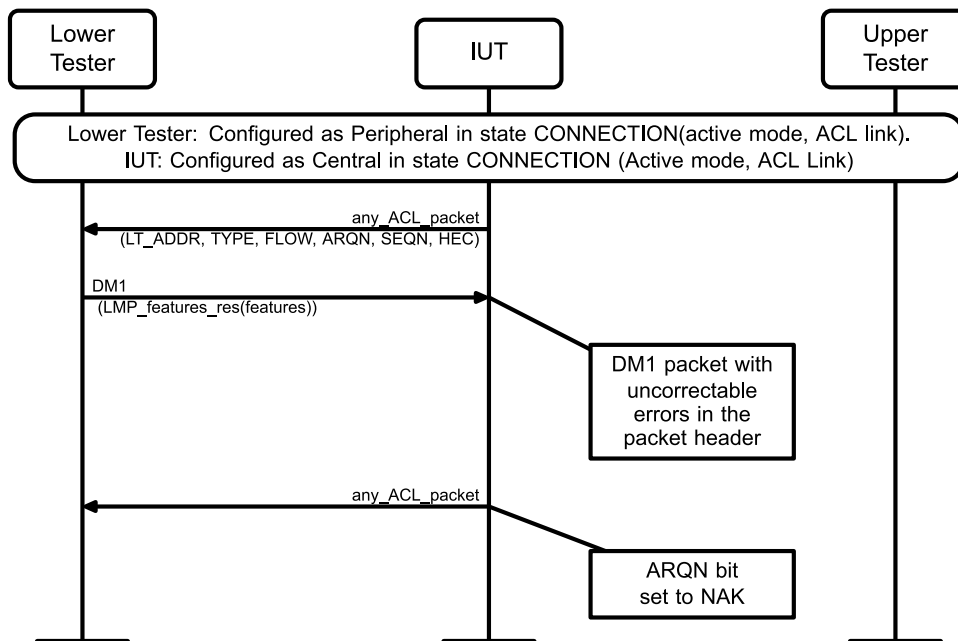 Lower
Tester
IUT
Upper
Tester
Lower Tester: Configured as Peripheral in state CONNECTION(active mode, ACL link).
IUT: Configured as Central in state CONNECTION (Active mode, ACL Link)
any_ACL_packet
(LT_ADDR, TYPE, FLOW, ARQN, SEQN, HEC)
DM1
(LMP_features_res(features))
DM1 packet with
uncorrectable
errors in the
packet header
any_ACL_packet
ARQN bit
set to NAK